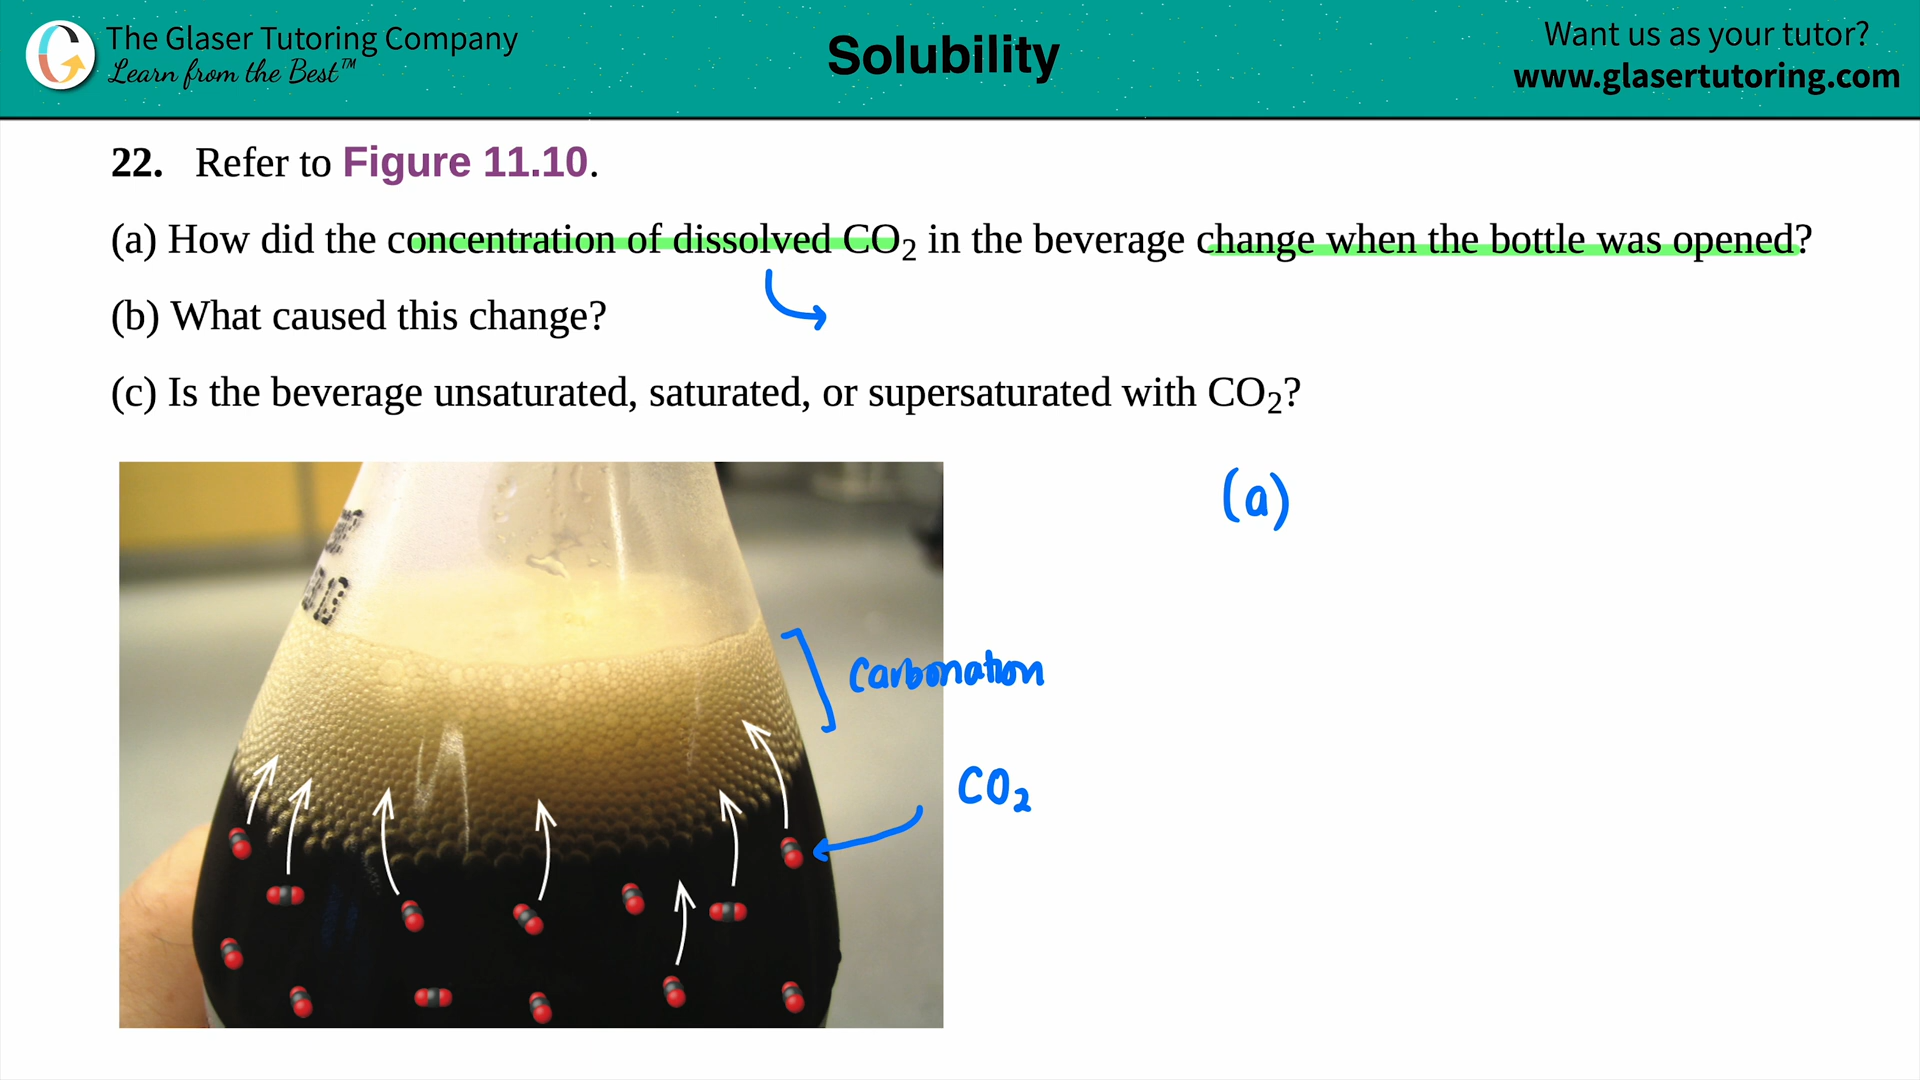 The Glaser Tutoring Company
Learn from the Best™
Solubility
Want us as your tutor?
www.glasertutoring.com
22. Refer to Figure 11.10.
(a) How did the concentration of dissolved CO₂ in the beverage change when the bottle was opened?
(b) What caused this change?
(c) Is the beverage unsaturated, saturated, or supersaturated with CO₂?
(a)
Carbonation
CO₂